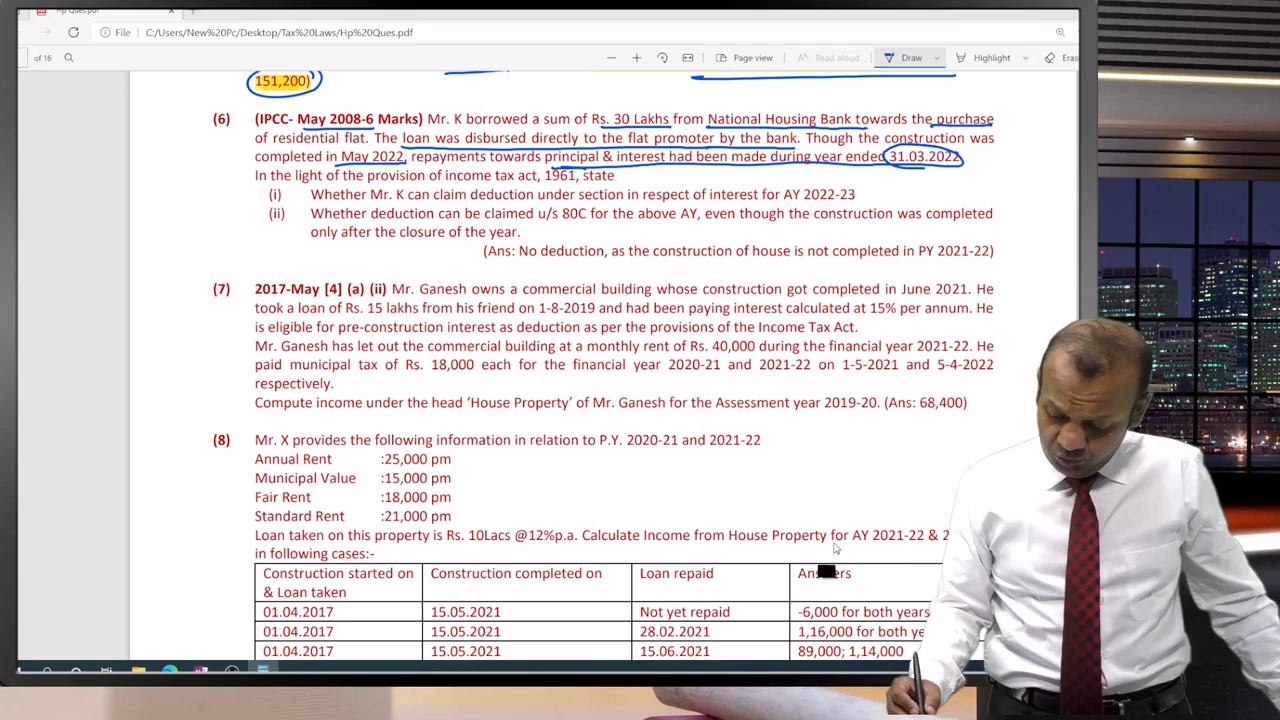 Hp Ques.pdf
File C:/Users/New%20Pc/Desktop/Tax%20Laws/Hp%20Ques.pdf
of 16 Page view Read aloud Draw Highlight Eras
151,200)
(6) (IPCC- May 2008-6 Marks) Mr. K borrowed a sum of Rs. 30 Lakhs from National Housing Bank towards the purchase
of residential flat. The loan was disbursed directly to the flat promoter by the bank. Though the construction was
completed in May 2022, repayments towards principal & interest had been made during year ended 31.03.2022.
In the light of the provision of income tax act, 1961, state
(i) Whether Mr. K can claim deduction under section in respect of interest for AY 2022-23
(ii) Whether deduction can be claimed u/s 80C for the above AY, even though the construction was completed
only after the closure of the year.
(Ans: No deduction, as the construction of house is not completed in PY 2021-22)
(7) 2017-May [4] (a) (ii) Mr. Ganesh owns a commercial building whose construction got completed in June 2021. He
took a loan of Rs. 15 lakhs from his friend on 1-8-2019 and had been paying interest calculated at 15% per annum. He
is eligible for pre-construction interest as deduction as per the provisions of the Income Tax Act.
Mr. Ganesh has let out the commercial building at a monthly rent of Rs. 40,000 during the financial year 2021-22. He
paid municipal tax of Rs. 18,000 each for the financial year 2020-21 and 2021-22 on 1-5-2021 and 5-4-2022
respectively.
Compute income under the head ‘House Property’ of Mr. Ganesh for the Assessment year 2019-20. (Ans: 68,400)
(8) Mr. X provides the following information in relation to P.Y. 2020-21 and 2021-22
Annual Rent :25,000 pm
Municipal Value :15,000 pm
Fair Rent :18,000 pm
Standard Rent :21,000 pm
Loan taken on this property is Rs. 10Lacs @12%p.a. Calculate Income from House Property for AY 2021-22 & 2
in following cases:-
Construction started on Construction completed on Loan repaid
& Loan taken
01.04.2017 15.05.2021 Not yet repaid -6,000 for both years
01.04.2017 15.05.2021 28.02.2021 1,16,000 for both ye
01.04.2017 15.05.2021 15.06.2021 89,000; 1,14,000